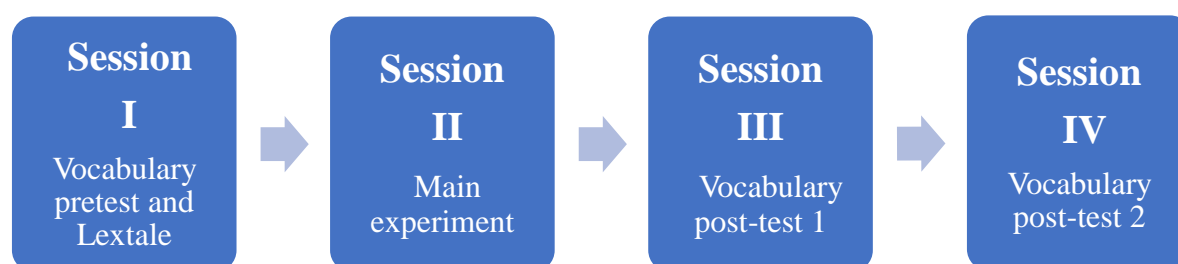 Session
I
Vocabulary
pretest and
Lextale
Session
II
Main
experiment
Session
III
Vocabulary
post-test 1
Session
IV
Vocabulary
post-test 2